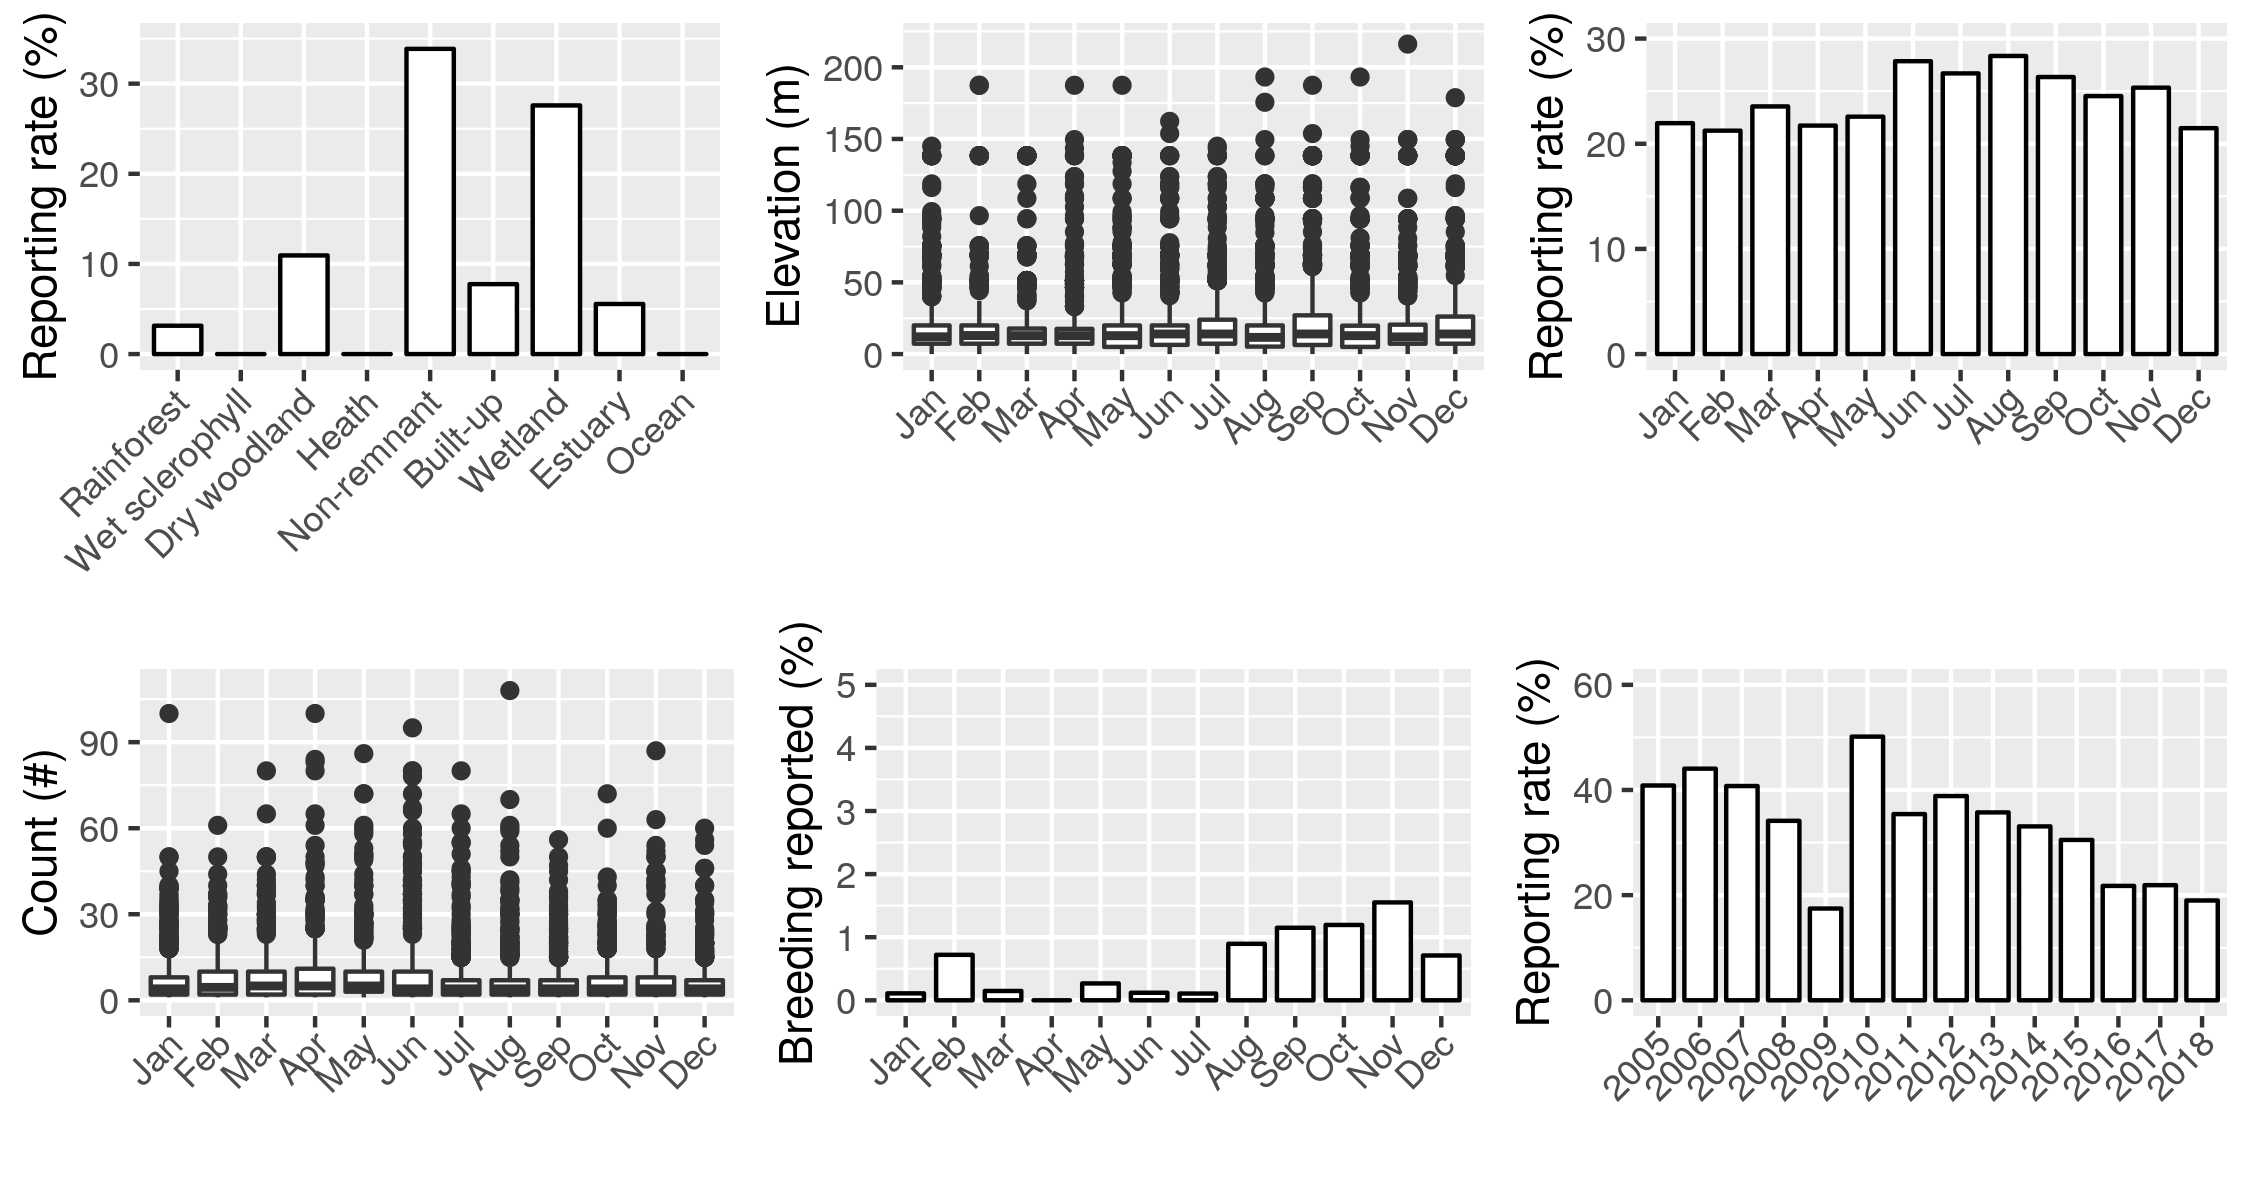 Reporting rate (%)
30
20
10
0
Rainforest
Wet sclerophyll
Dry woodland
Heath
Non-remnant
Built-up
Wetland
Estuary
Ocean
Elevation (m)
200
150
100
50
0
Jan
Feb
Mar
Apr
May
Jun
Jul
Aug
Sep
Oct
Nov
Dec
Reporting rate (%)
30
20
10
0
Jan
Feb
Mar
Apr
May
Jun
Jul
Aug
Sep
Oct
Nov
Dec
Count (#)
90
60
30
0
Jan
Feb
Mar
Apr
May
Jun
Jul
Aug
Sep
Oct
Nov
Dec
Breeding reported (%)
5
4
3
2
1
0
Jan
Feb
Mar
Apr
May
Jun
Jul
Aug
Sep
Oct
Nov
Dec
Reporting rate (%)
60
40
20
0
2005
2006
2007
2008
2009
2010
2011
2012
2013
2014
2015
2016
2017
2018